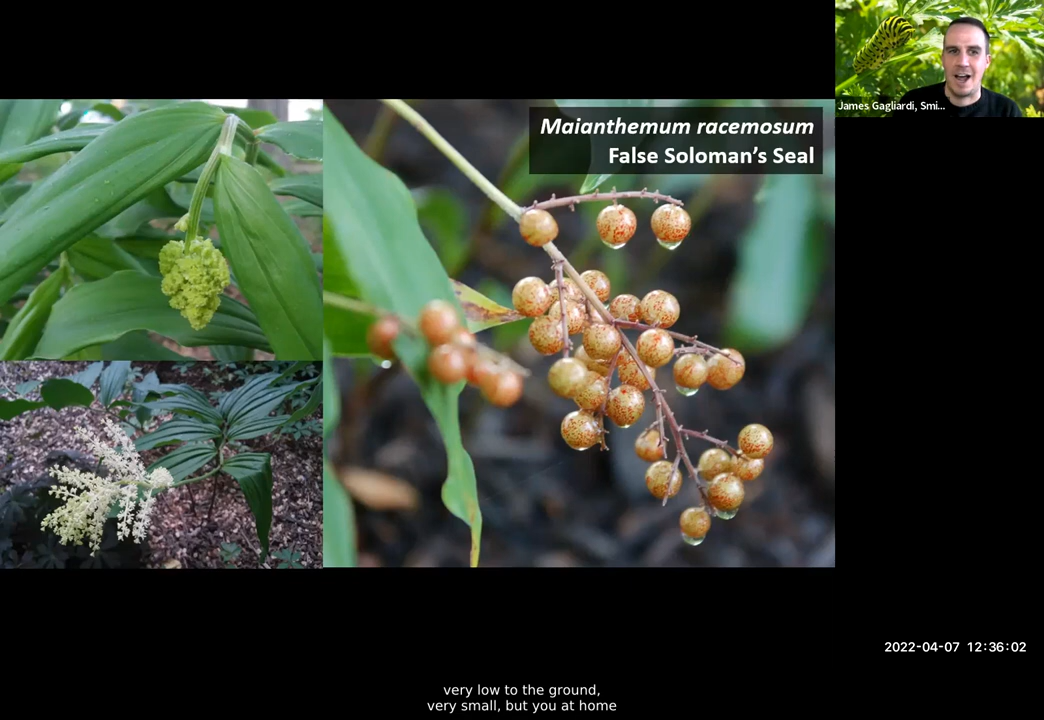 James Gagliardi, Smi...
Maianthemum racemosum
False Soloman's Seal
2022-04-07 12:36:02
very low to the ground,
very small, but you at home